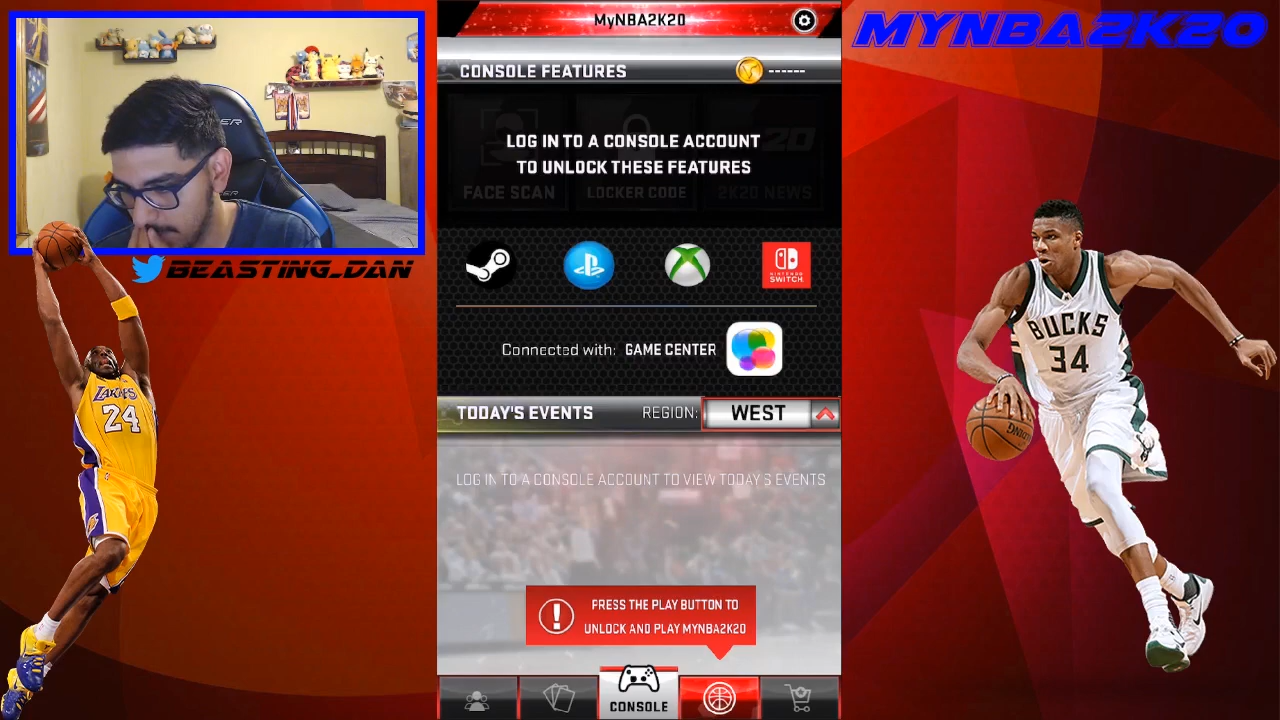 MyNBA2K20
MYNBA2K20
CONSOLE FEATURES
------
LOG IN TO A CONSOLE ACCOUNT
TO UNLOCK THESE FEATURES
FACE SCAN
LOCKER CODE
2K20 NEWS
NINTENDO
SWITCH
BEASTING_DAN
Connected with: GAME CENTER
TODAY'S EVENTS
REGION:
WEST
LOG IN TO A CONSOLE ACCOUNT TO VIEW TODAY'S EVENTS
PRESS THE PLAY BUTTON TO
UNLOCK AND PLAY MYNBA2K20
CONSOLE
LAKERS
24
BUCKS
34
SPALDING